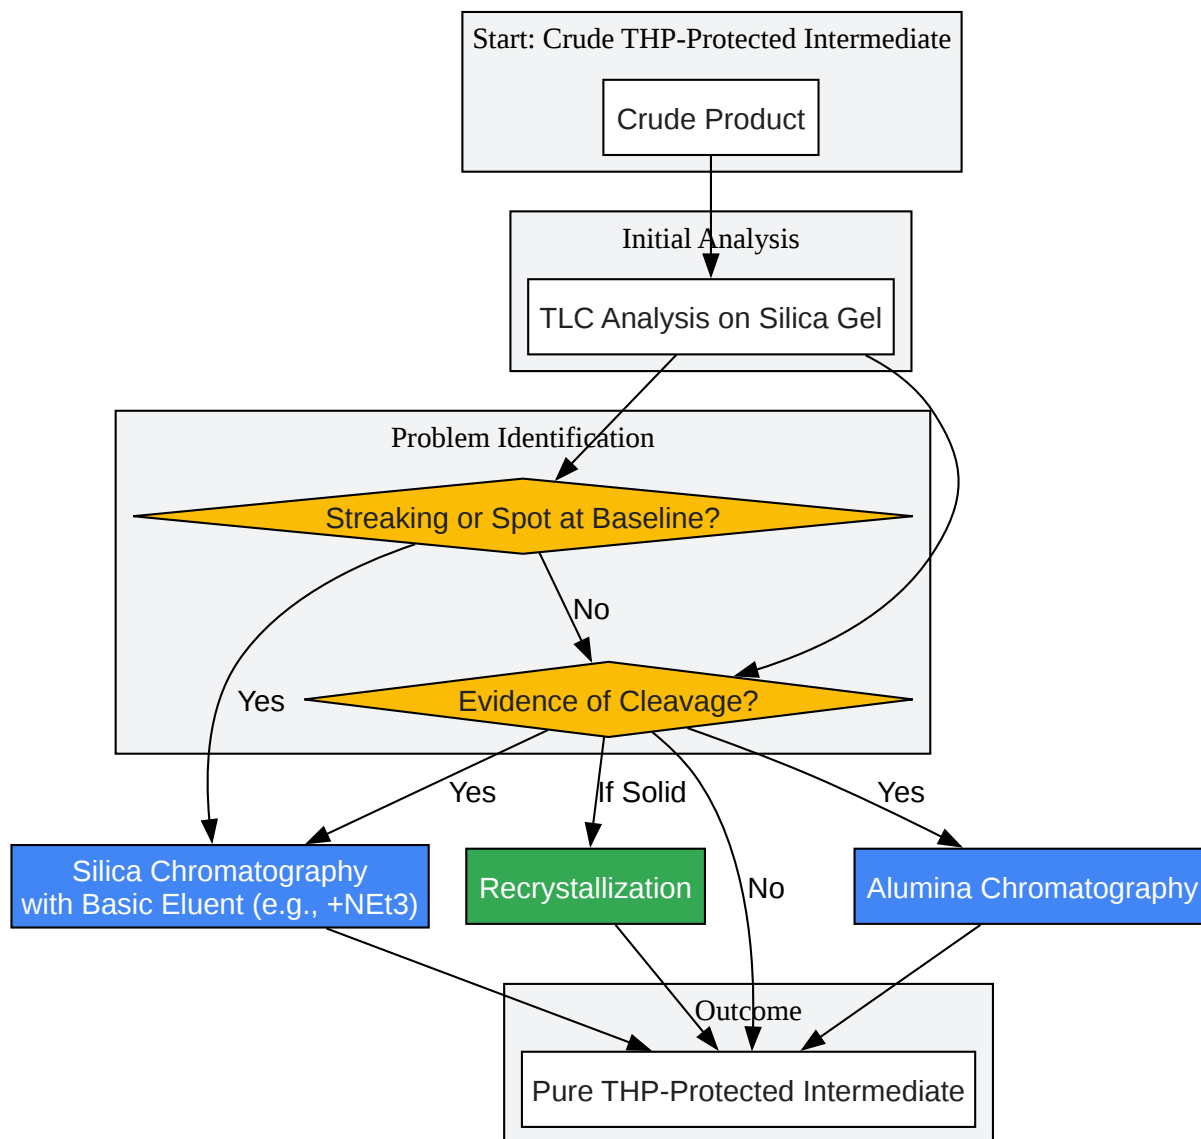 Start: Crude THP-Protected Intermediate
Crude Product
Initial Analysis
TLC Analysis on Silica Gel
Problem Identification
Streaking or Spot at Baseline?
No
Yes
Evidence of Cleavage?
Yes
If Solid
No
Yes
Silica Chromatography
with Basic Eluent (e.g., +NEt3)
Recrystallization
Alumina Chromatography
Outcome
Pure THP-Protected Intermediate